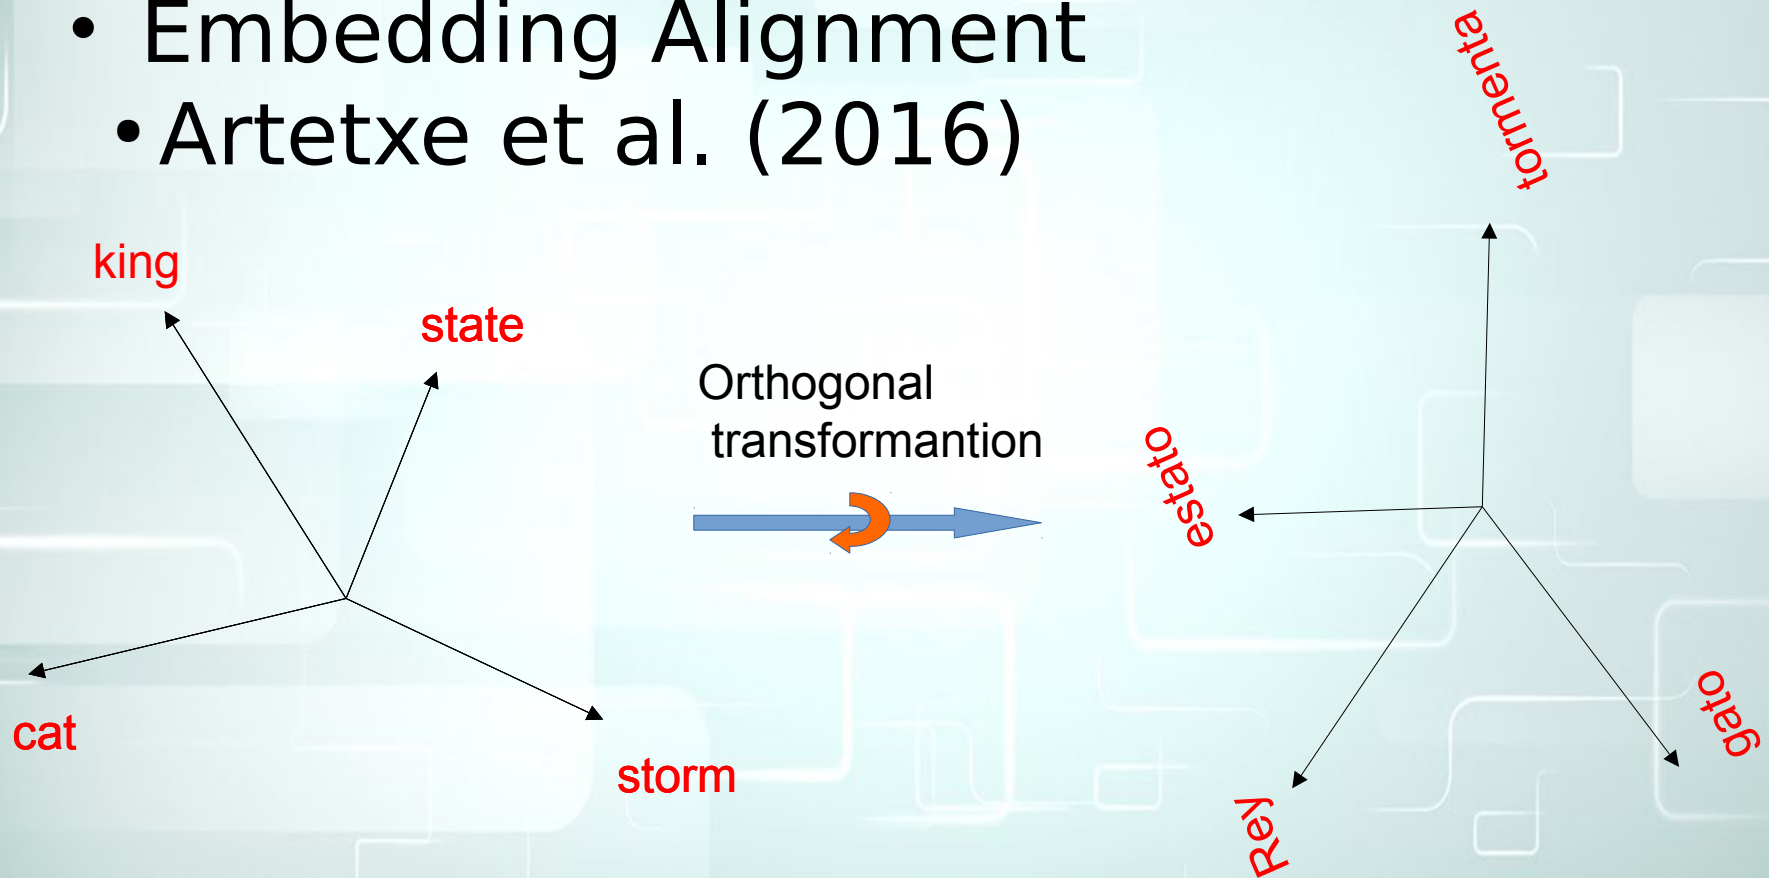 • Embedding Alignment
• Artetxe et al. (2016)
king
state
cat
storm
Orthogonal
transformantion
tormenta
estato
gato
Rey